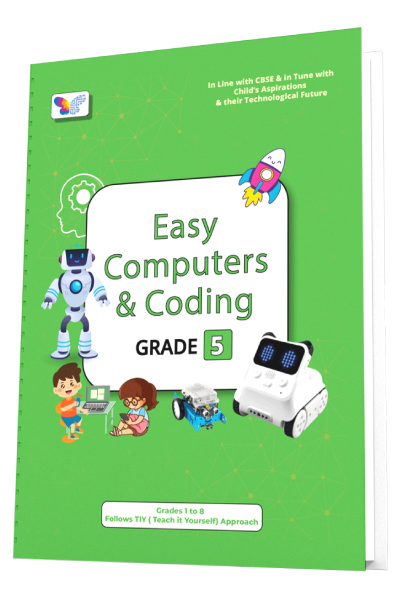 In Line with CBSE & in Tune with
Child's Aspirations
& their Technological Future
Easy
Computers
& Coding
GRADE 5
Grades 1 to 8
Follows TIY ( Teach it Yourself) Approach